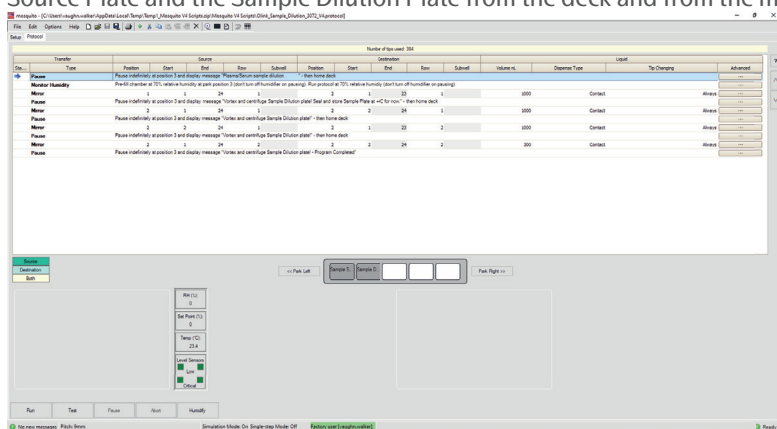 Source Plate and the Sample Dilution Plate from the deck and from the m
mosquito - [C:\Users\vaughn.walker\AppData\Local\Temp\Temp1_Mosquito V4 Scripts.zip\Mosquito V4 Scripts\Olink_Sample_Dilution_3072_V4.protocol]
File Edit Options Help
Setup Protocol
Number of tips used: 384
Transfer Source Destination Liquid
Sta... Type Position Start End Row Subwell Position Start End Row Subwell Volume nL Dispense Type Tip Changing Advanced
Pause Pause indefinitely at position 3 and display message "Plasma/Serum sample dilution " - then home deck ...
Monitor Humidity Pre-fill chamber at 70% relative humidity at park position 3 (don't turn off humidifier on pausing). Run protocol at 70% relative humidity (don't turn off humidifier on pausing). ...
Mirror 1 1 24 1 2 1 23 1 1000 Contact Always ...
Pause Pause indefinitely at position 3 and display message "Vortex and centrifuge Sample Dilution plate! Seal and store Sample Plate at +4C for now." - then home deck ...
Mirror 2 1 24 1 2 2 24 1 1000 Contact Always ...
Pause Pause indefinitely at position 3 and display message "Vortex and centrifuge Sample Dilution plate!" - then home deck ...
Mirror 2 2 24 1 2 1 23 2 1000 Contact Always ...
Pause Pause indefinitely at position 3 and display message "Vortex and centrifuge Sample Dilution plate!" - then home deck ...
Mirror 2 1 24 2 2 2 24 2 300 Contact Always ...
Pause Pause indefinitely at position 3 and display message "Vortex and centrifuge Sample Dilution plate! - Program Completed" ...
Source
Destination
Both
<< Park Left Sample S.. Sample D.. Park Right >>
RH (%)
0
Set Point (%)
0
Temp (°C)
23.4
Level Sensors
Low
Critical
Run Test Pause Abort Humidify
No new messages Pitch: 9mm Simulation Mode: On Single-step Mode: Off Factory user [vaughn.walker] Ready